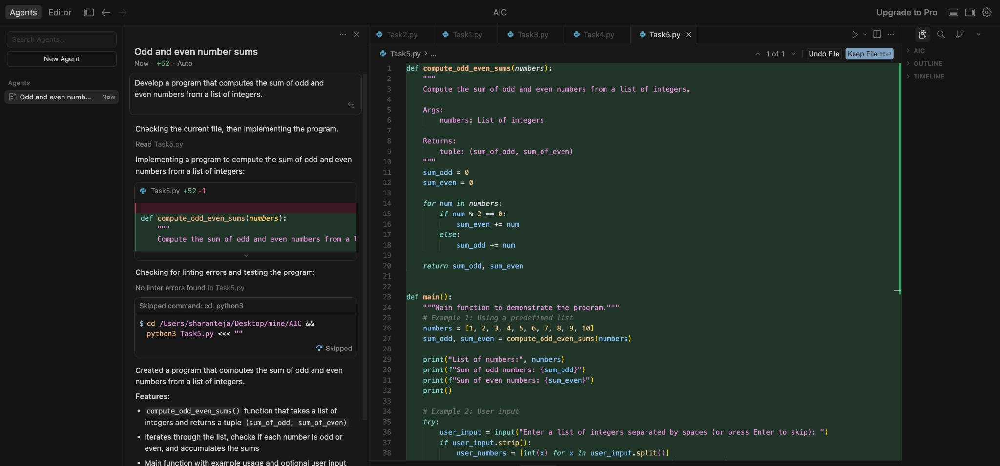 Agents Editor
AIC
Upgrade to Pro
Search Agents...
New Agent
Agents
Odd and even numb... Now
Odd and even number sums
Now · +52 · Auto
Develop a program that computes the sum of odd and
even numbers from a list of integers.
Checking the current file, then implementing the program.
Read Task5.py
Implementing a program to compute the sum of odd and even
numbers from a list of integers:
Task5.py +52 -1
def compute_odd_even_sums(numbers):
"""
Compute the sum of odd and even numbers from a l
Checking for linting errors and testing the program:
No linter errors found in Task5.py
Skipped command: cd, python3
$ cd /Users/sharanteja/Desktop/mine/AIC &&
python3 Task5.py <<< ""
Skipped
Created a program that computes the sum of odd and even
numbers from a list of integers.
Features:
• compute_odd_even_sums() function that takes a list of
integers and returns a tuple (sum_of_odd, sum_of_even)
• Iterates through the list, checks if each number is odd or
even, and accumulates the sums
• Main function with example usage and optional user input
Task2.py Task1.py Task3.py Task4.py Task5.py
Task5.py > ...
1 of 1
Undo File Keep File ⌘⏎
1 def compute_odd_even_sums(numbers):
2 """
3 Compute the sum of odd and even numbers from a list of integers.
4
5 Args:
6 numbers: List of integers
7
8 Returns:
9 tuple: (sum_of_odd, sum_of_even)
10 """
11 sum_odd = 0
12 sum_even = 0
13
14 for num in numbers:
15 if num % 2 == 0:
16 sum_even += num
17 else:
18 sum_odd += num
19
20 return sum_odd, sum_even
21
22
23 def main():
24 """Main function to demonstrate the program."""
25 # Example 1: Using a predefined list
26 numbers = [1, 2, 3, 4, 5, 6, 7, 8, 9, 10]
27 sum_odd, sum_even = compute_odd_even_sums(numbers)
28
29 print("List of numbers:", numbers)
30 print(f"Sum of odd numbers: {sum_odd}")
31 print(f"Sum of even numbers: {sum_even}")
32 print()
33
34 # Example 2: User input
35 try:
36 user_input = input("Enter a list of integers separated by spaces (or press Enter to skip): ")
37 if user_input.strip():
38 user_numbers = [int(x) for x in user_input.split()]
AIC
OUTLINE
TIMELINE